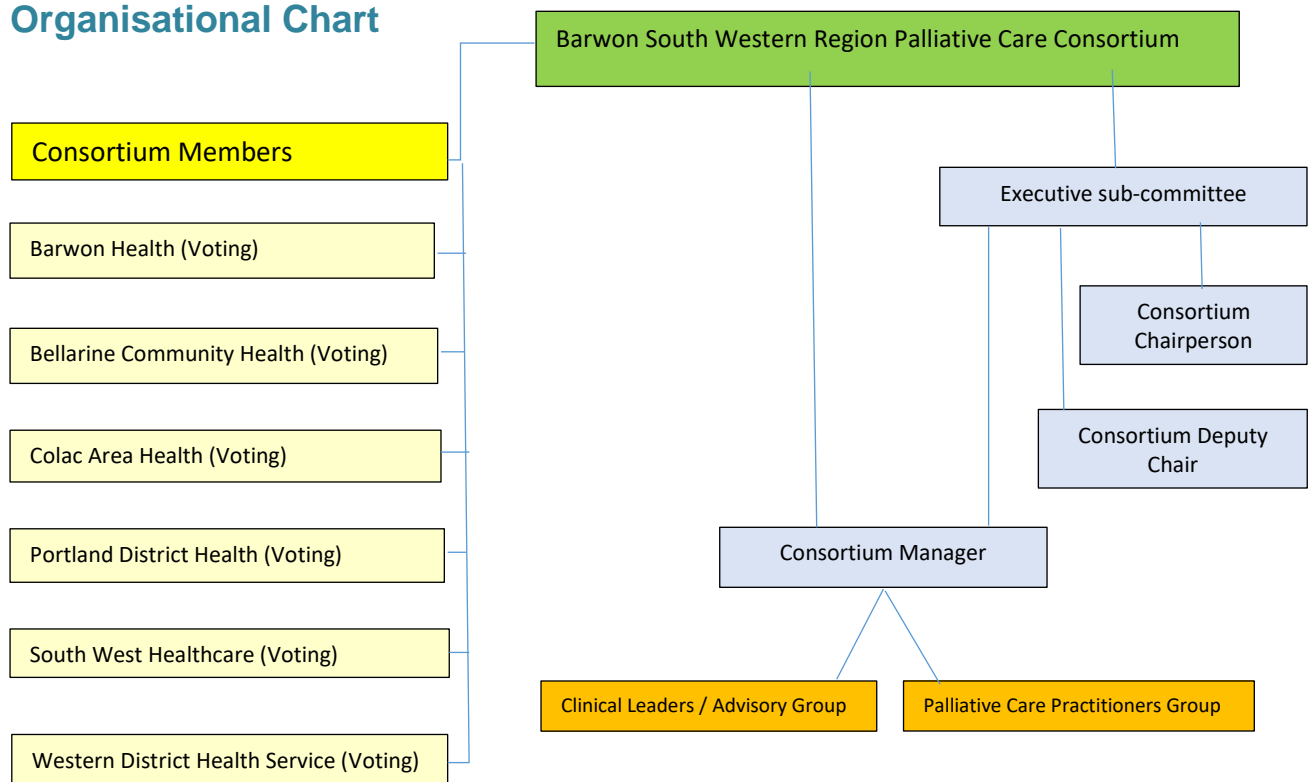 Organisational Chart
Barwon South Western Region Palliative Care Consortium
Consortium Members
Executive sub-committee
Barwon Health (Voting)
Consortium
Chairperson
Bellarine Community Health (Voting)
Consortium Deputy
Chair
Colac Area Health (Voting)
Portland District Health (Voting)
Consortium Manager
South West Healthcare (Voting)
Clinical Leaders / Advisory Group
Palliative Care Practitioners Group
Western District Health Service (Voting)